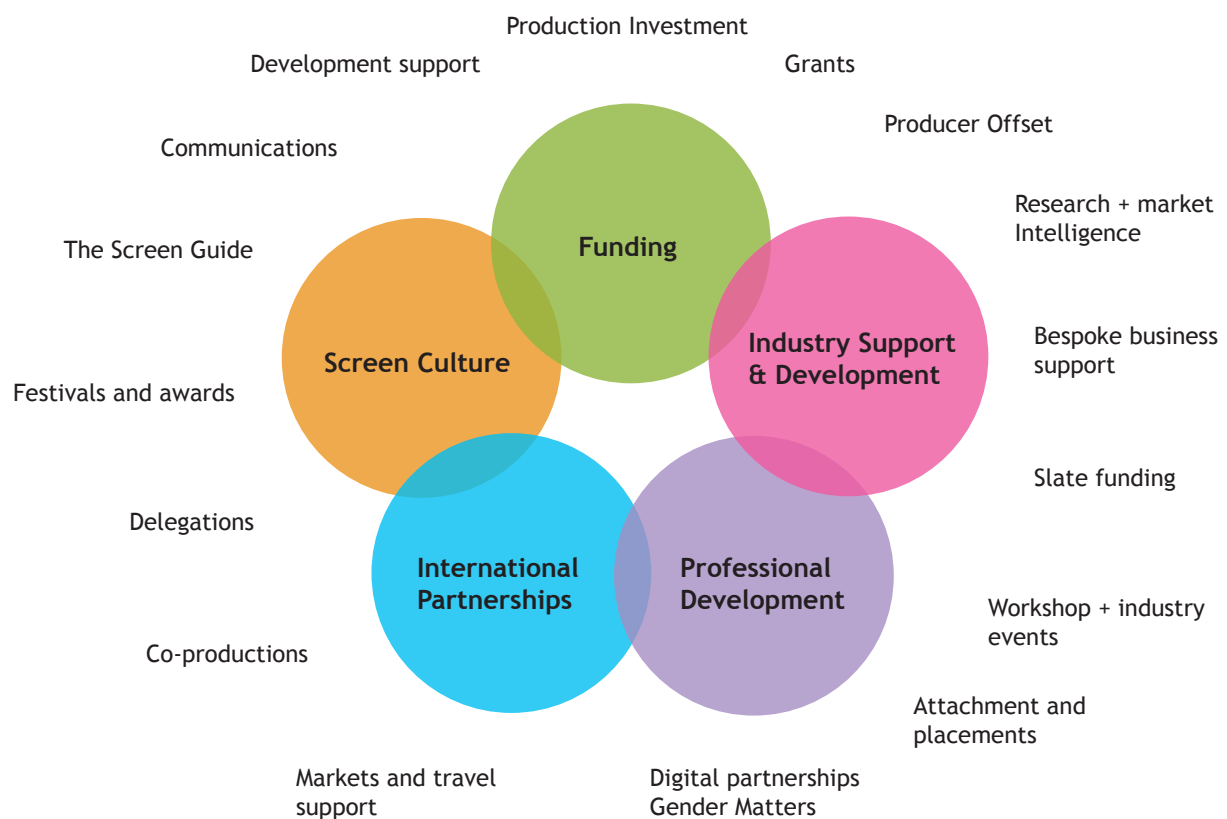 Production Investment
Development support
Grants
Producer Offset
Communications
Research + market
Intelligence
The Screen Guide
Funding
Bespoke business
support
Industry Support
& Development
Screen Culture
Festivals and awards
Slate funding
Delegations
International
Partnerships
Professional
Development
Workshop + industry
events
Co-productions
Attachment and
placements
Markets and travel
support
Digital partnerships
Gender Matters